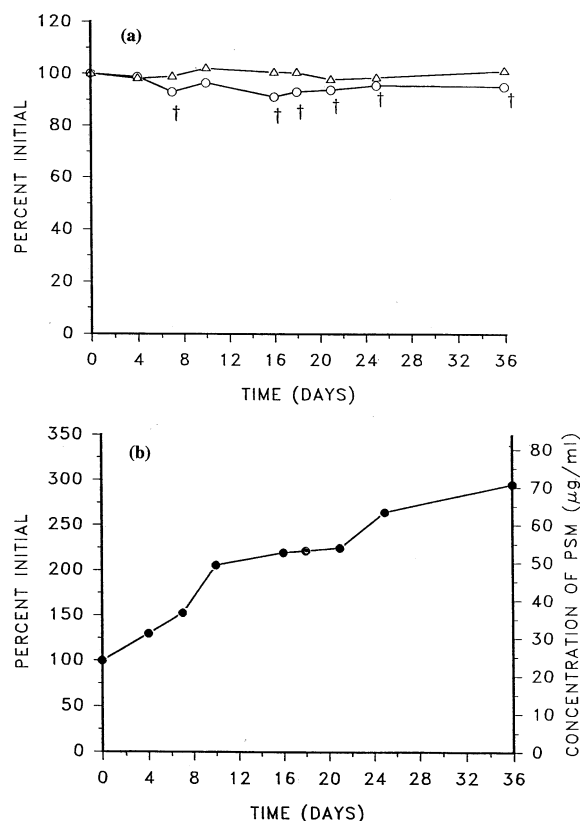 (a)
PERCENT INITIAL
120
100
80
60
40
20
0
† † † † † †
0 4 8 12 16 20 24 28 32 36
TIME (DAYS)
(b)
PERCENT INITIAL
350
300
250
200
150
100
50
0
CONCENTRATION OF PSM (µg/ml)
80
70
60
50
40
30
20
10
0
0 4 8 12 16 20 24 28 32 36
TIME (DAYS)